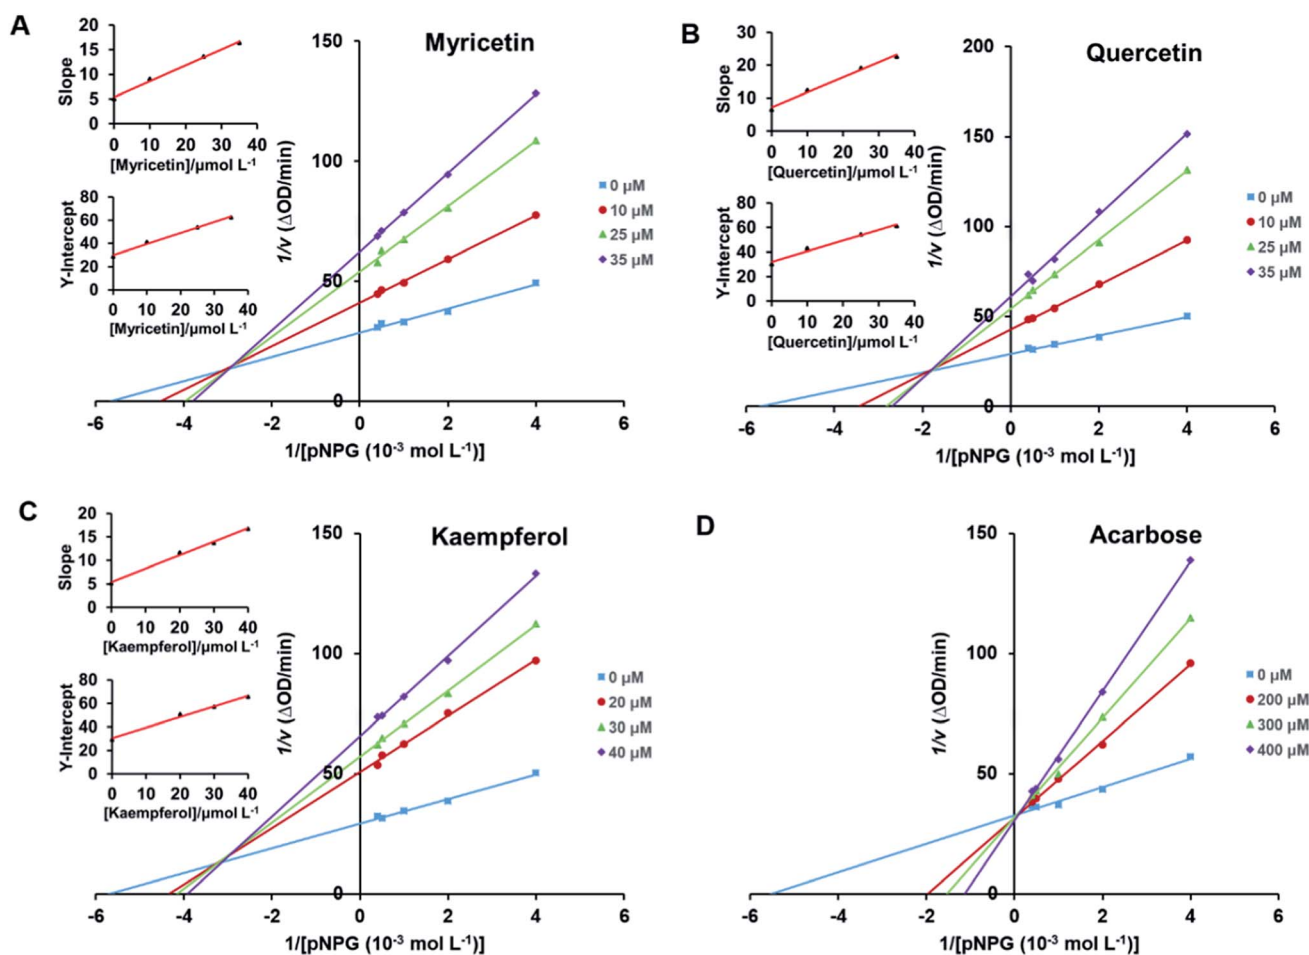 A
Myricetin
20
15
10
5
0
Slope
0 10 20 30 40
[Myricetin]/µmol L-1
80
60
40
20
0
Y-Intercept
0 10 20 30 40
[Myricetin]/µmol L-1
150
100
50
0
1/v (∆OD/min)
-6 -4 -2 0 2 4 6
1/[pNPG (10-3 mol L-1)]
0 µM
10 µM
25 µM
35 µM
B
Quercetin
30
20
10
0
Slope
0 10 20 30 40
[Quercetin]/µmol L-1
80
60
40
20
0
Y-Intercept
0 10 20 30 40
[Quercetin]/µmol L-1
200
150
100
50
0
1/v (∆OD/min)
-6 -4 -2 0 2 4 6
1/[pNPG (10-3 mol L-1)]
0 µM
10 µM
25 µM
35 µM
C
Kaempferol
20
15
10
5
0
Slope
0 10 20 30 40
[Kaempferol]/µmol L-1
80
60
40
20
0
Y-Intercept
0 10 20 30 40
[Kaempferol]/µmol L-1
150
100
50
0
1/v (∆OD/min)
-6 -4 -2 0 2 4 6
1/[pNPG (10-3 mol L-1)]
0 µM
20 µM
30 µM
40 µM
D
Acarbose
150
100
50
0
1/v (∆OD/min)
-6 -4 -2 0 2 4 6
1/[pNPG (10-3 mol L-1)]
0 µM
200 µM
300 µM
400 µM